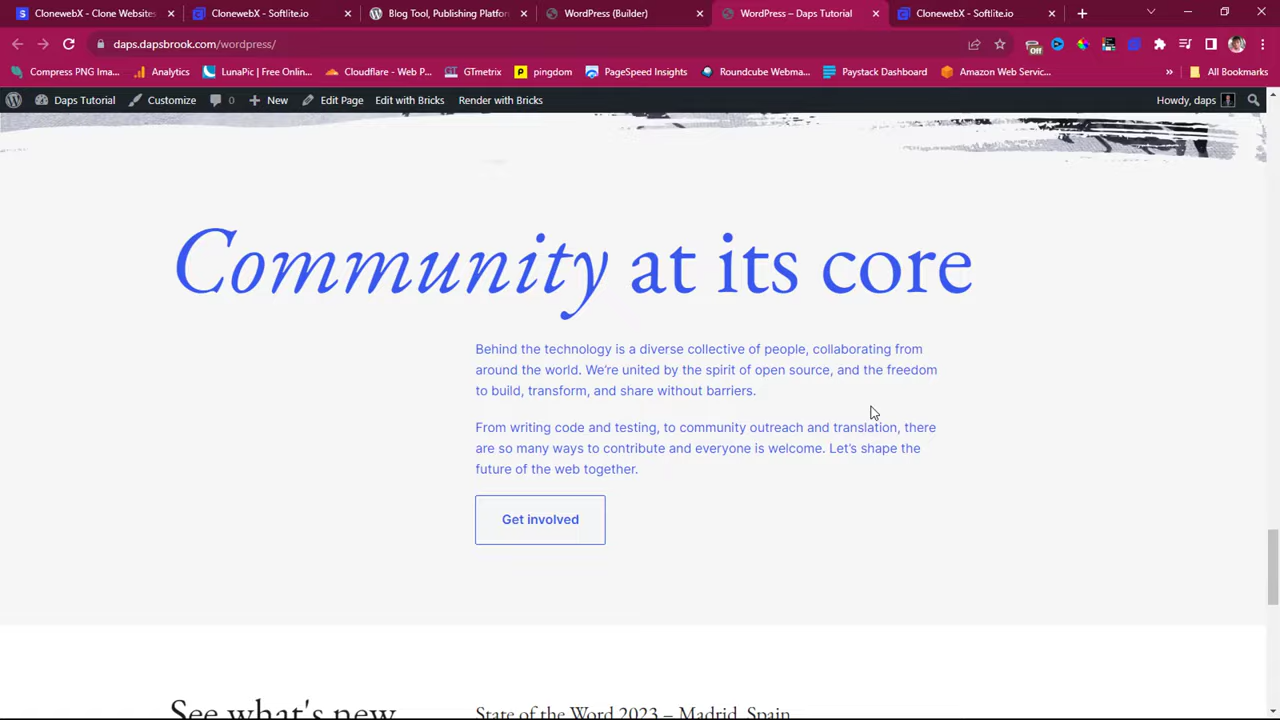 ClonewebX - Clone Websites
ClonewebX - Softlite.io
Blog Tool, Publishing Platfor
WordPress (Builder)
WordPress – Daps Tutorial
ClonewebX - Softlite.io
daps.dapsbrook.com/wordpress/
Off
Compress PNG Ima...
Analytics
LunaPic | Free Onlin...
Cloudflare - Web P...
GTmetrix
pingdom
PageSpeed Insights
Roundcube Webma...
Paystack Dashboard
Amazon Web Servic...
»
All Bookmarks
Daps Tutorial
Customize
0
New
Edit Page
Edit with Bricks
Render with Bricks
Howdy, daps
Community at its core
Behind the technology is a diverse collective of people, collaborating from
around the world. We’re united by the spirit of open source, and the freedom
to build, transform, and share without barriers.
From writing code and testing, to community outreach and translation, there
are so many ways to contribute and everyone is welcome. Let’s shape the
future of the web together.
Get involved
See what's new
State of the Word 2023 – Madrid, Spain